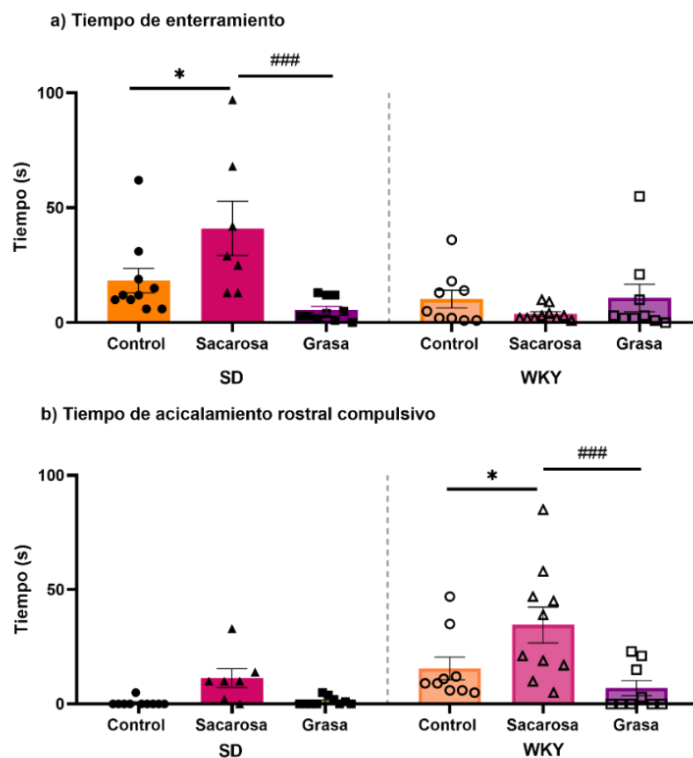 a) Tiempo de enterramiento
* ###
Tiempo (s)
100
50
0
Control Sacarosa Grasa Control Sacarosa Grasa
SD WKY
b) Tiempo de acicalamiento rostral compulsivo
* ###
Tiempo (s)
100
50
0
Control Sacarosa Grasa Control Sacarosa Grasa
SD WKY